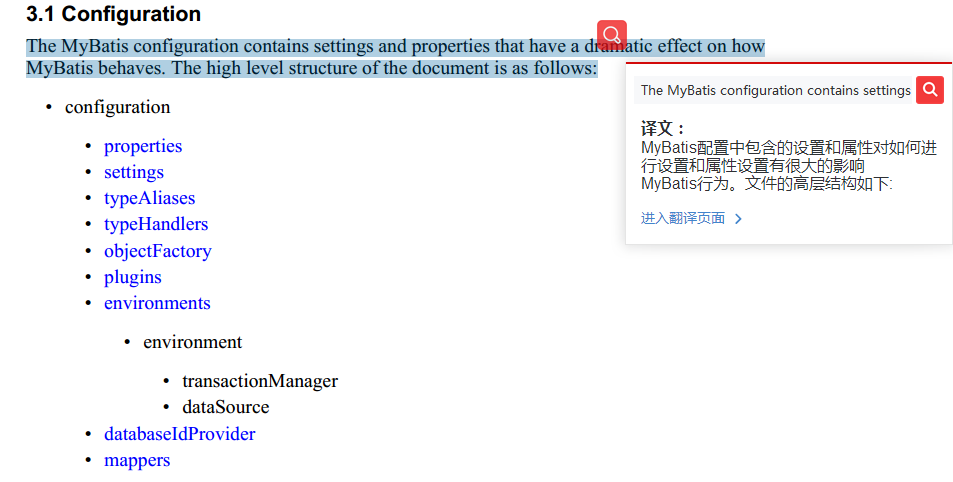 3.1 Configuration
The MyBatis configuration contains settings and properties that have a dramatic effect on how
MyBatis behaves. The high level structure of the document is as follows:
• configuration
• properties
• settings
• typeAliases
• typeHandlers
• objectFactory
• plugins
• environments
• environment
• transactionManager
• dataSource
• databaseIdProvider
• mappers
The MyBatis configuration contains settings
译文：
MyBatis配置中包含的设置和属性对如何进
行设置和属性设置有很大的影响
MyBatis行为。文件的高层结构如下:
进入翻译页面 >